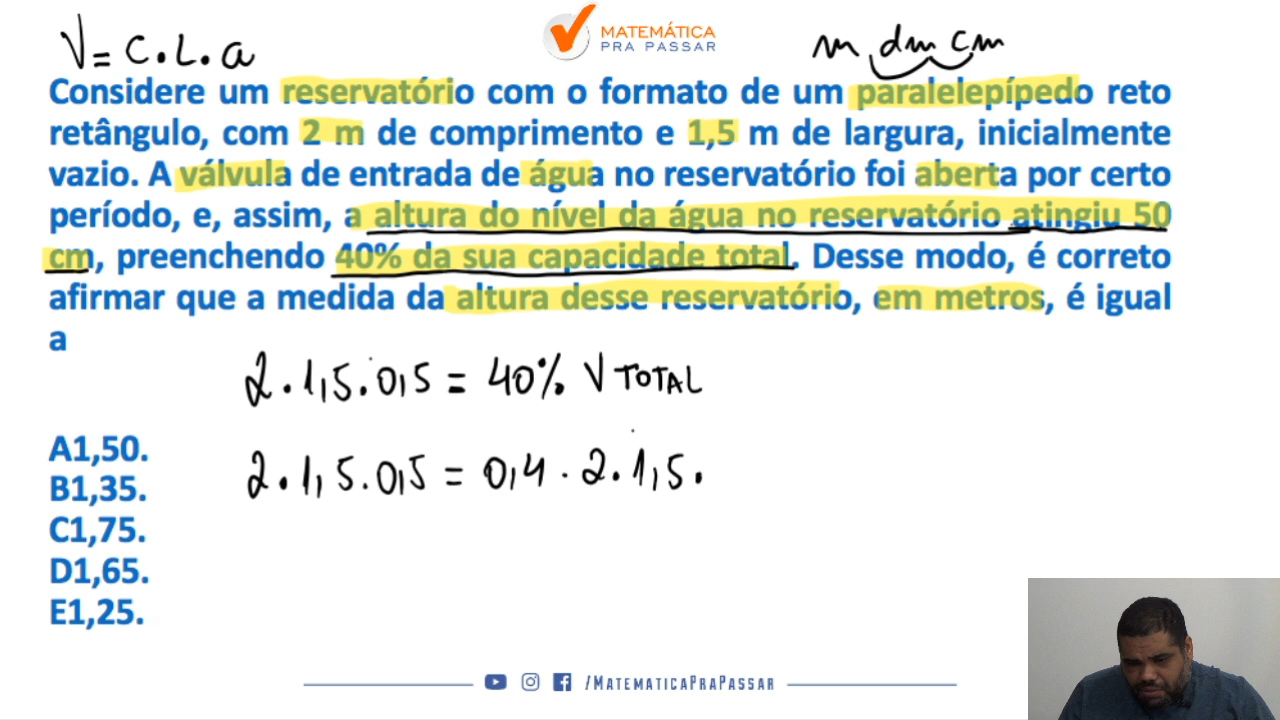 V = C.L.a
MATEMÁTICA
PRA PASSAR
m dm cm
Considere um reservatório com o formato de um paralelepípedo reto
retângulo, com 2 m de comprimento e 1,5 m de largura, inicialmente
vazio. A válvula de entrada de água no reservatório foi aberta por certo
período, e, assim, a altura do nível da água no reservatório atingiu 50
cm, preenchendo 40% da sua capacidade total. Desse modo, é correto
afirmar que a medida da altura desse reservatório, em metros, é igual
a
2.1,5.0,5 = 40% V TOTAL
2.1,5.0,5 = 0,4.2.1,5.
A1,50.
B1,35.
C1,75.
D1,65.
E1,25.
/MATEMATICAPRAPASSAR